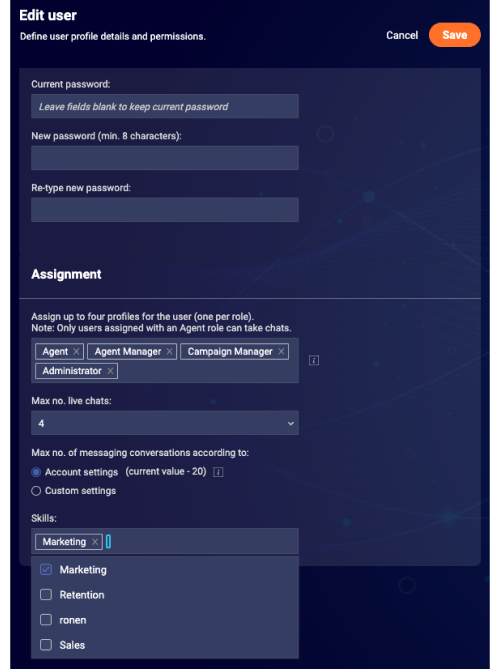 Edit user
Define user profile details and permissions.
Cancel
Save
Current password:
Leave fields blank to keep current password
New password (min. 8 characters):
Re-type new password:
Assignment
Assign up to four profiles for the user (one per role).
Note: Only users assigned with an Agent role can take chats.
Agent X Agent Manager X Campaign Manager X
Administrator X
i
Max no. live chats:
4
Max no. of messaging conversations according to:
Account settings (current value - 20) i
Custom settings
Skills:
Marketing X
Marketing
Retention
ronen
Sales